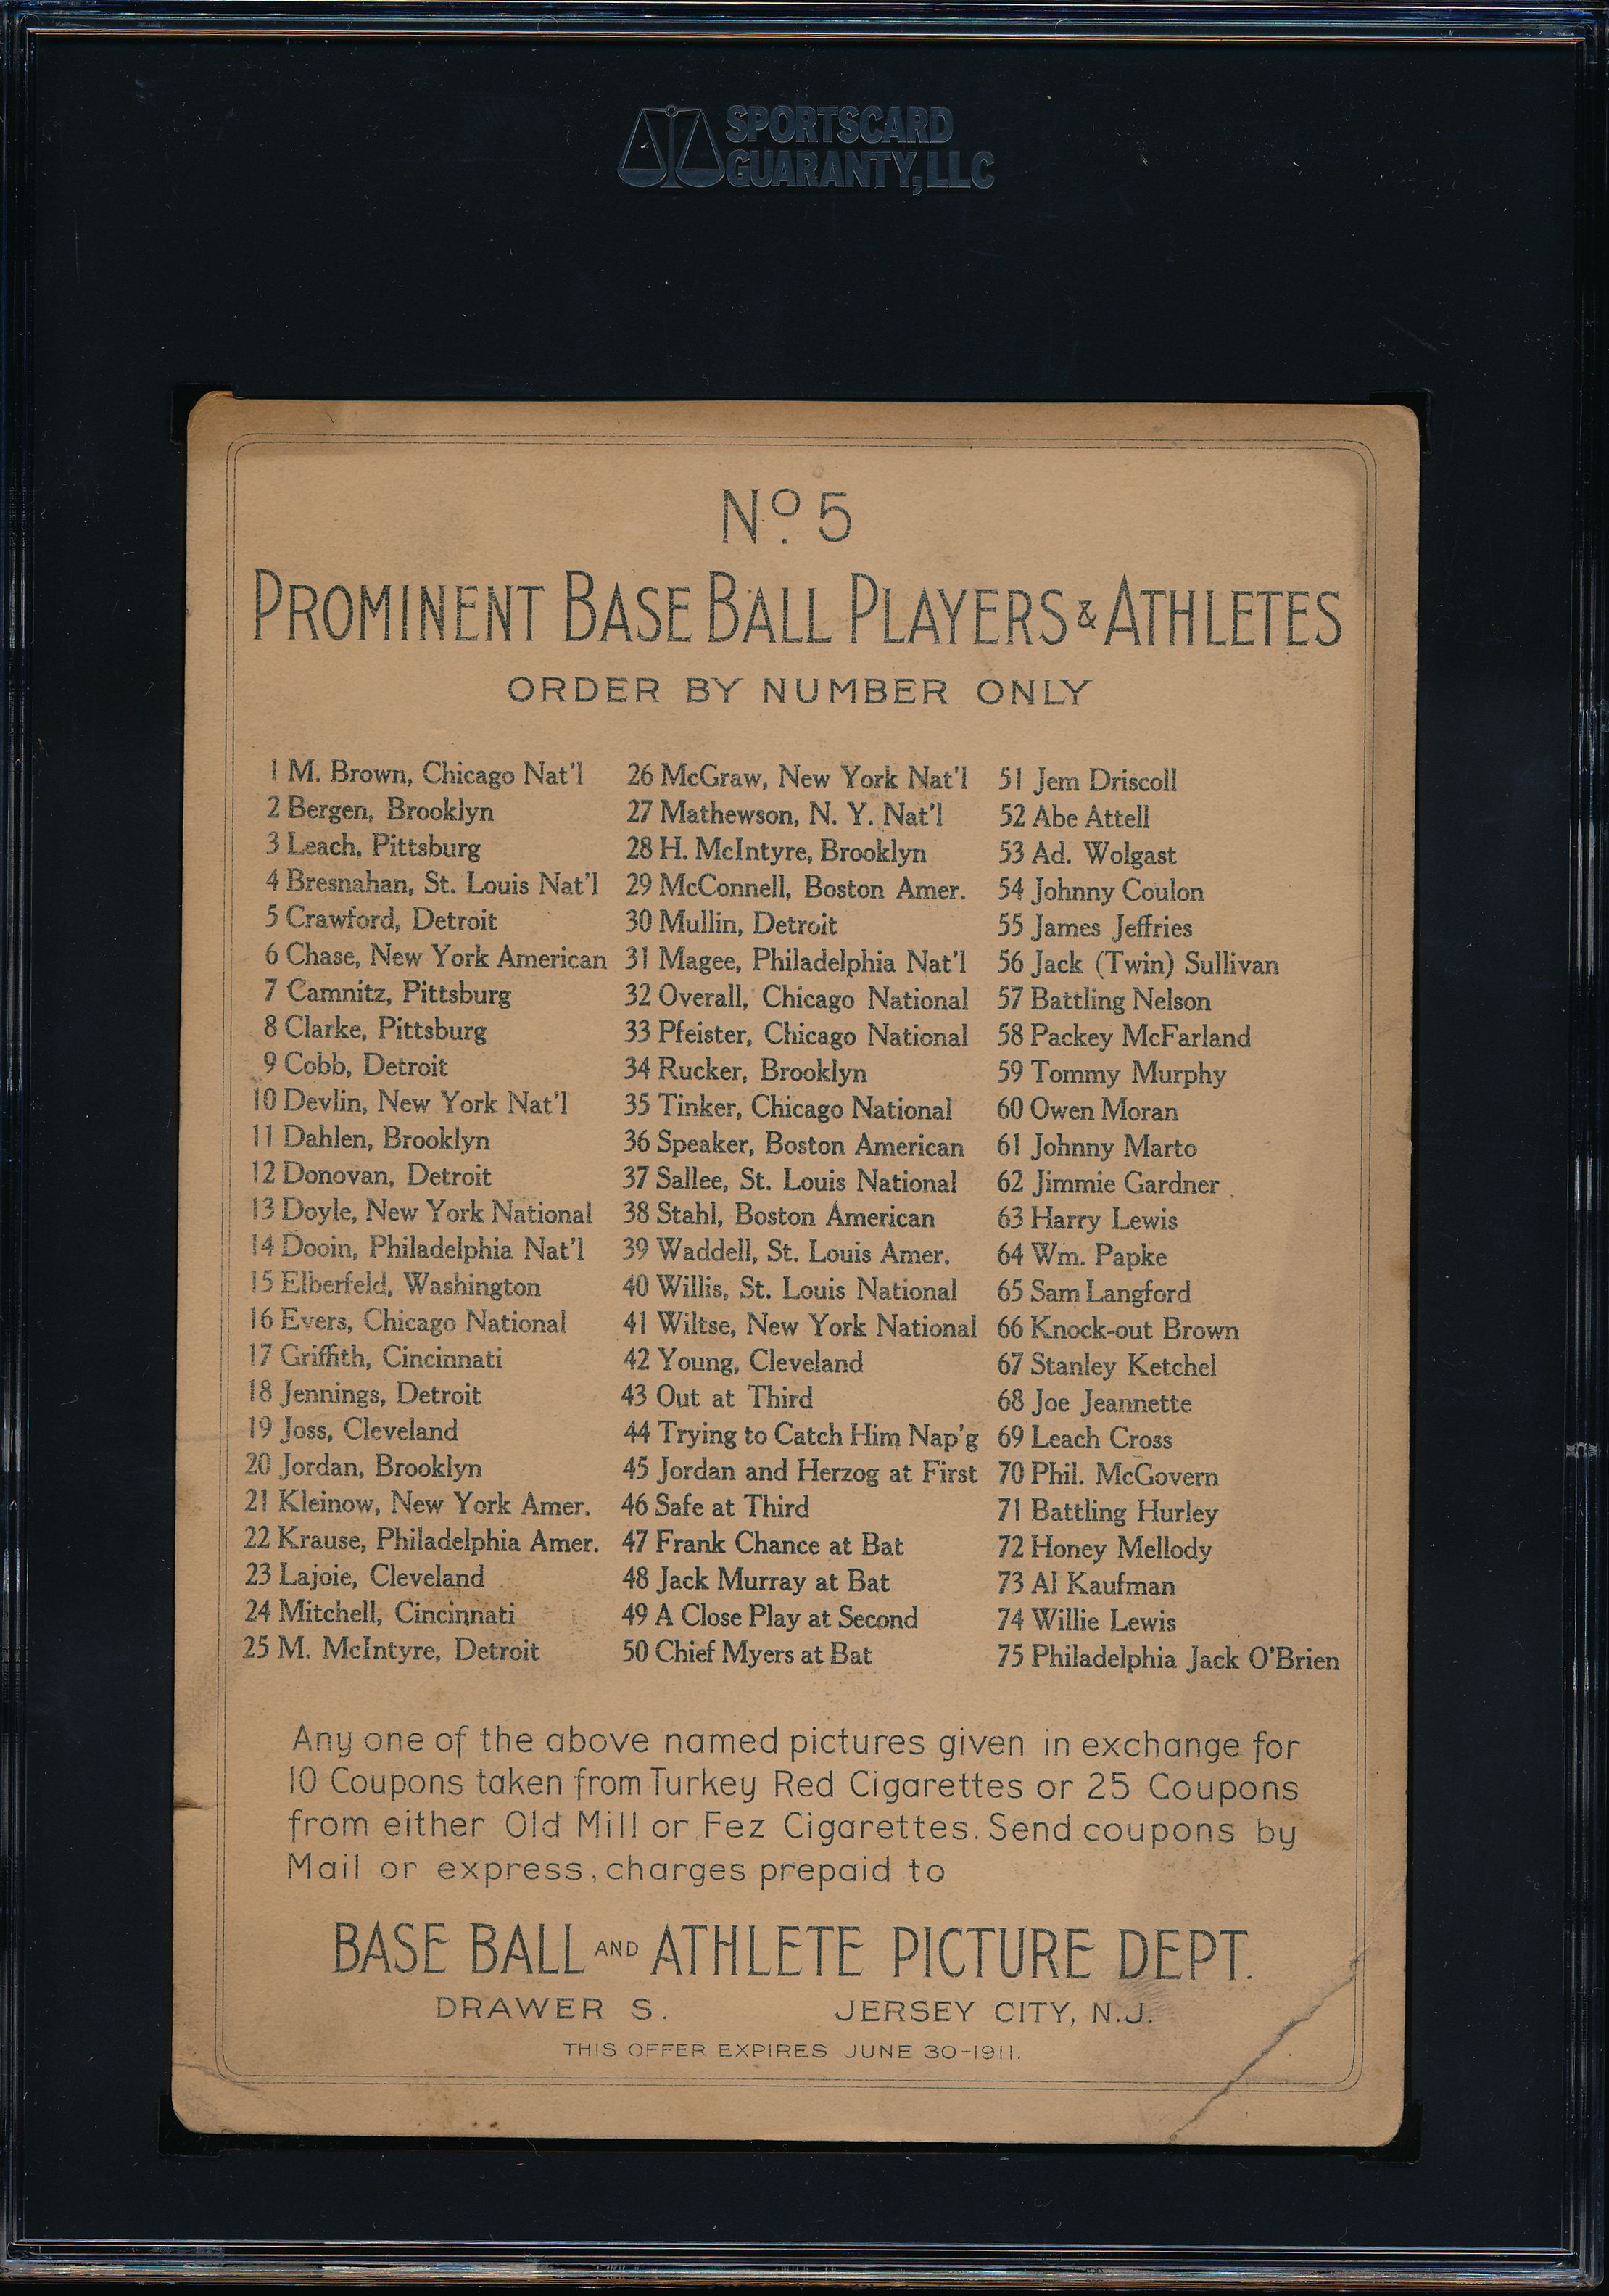 SPORTSCARD
GUARANTY, LLC
Nº. 5
PROMINENT BASE BALL PLAYERS & ATHLETES
ORDER BY NUMBER ONLY
1 M. Brown, Chicago Nat'l
2 Bergen, Brooklyn
3 Leach, Pittsburg
4 Bresnahan, St. Louis Nat'l
5 Crawford, Detroit
6 Chase, New York American
7 Camnitz, Pittsburg
8 Clarke, Pittsburg
9 Cobb, Detroit
10 Devlin, New York Nat'l
11 Dahlen, Brooklyn
12 Donovan, Detroit
13 Doyle, New York National
14 Dooin, Philadelphia Nat'l
15 Elberfeld, Washington
16 Evers, Chicago National
17 Griffith, Cincinnati
18 Jennings, Detroit
19 Joss, Cleveland
20 Jordan, Brooklyn
21 Kleinow, New York Amer.
22 Krause, Philadelphia Amer.
23 Lajoie, Cleveland
24 Mitchell, Cincinnati
25 M. McIntyre, Detroit
26 McGraw, New York Nat'l
27 Mathewson, N. Y. Nat'l
28 H. McIntyre, Brooklyn
29 McConnell, Boston Amer.
30 Mullin, Detroit
31 Magee, Philadelphia Nat'l
32 Overall, Chicago National
33 Pfeister, Chicago National
34 Rucker, Brooklyn
35 Tinker, Chicago National
36 Speaker, Boston American
37 Sallee, St. Louis National
38 Stahl, Boston American
39 Waddell, St. Louis Amer.
40 Willis, St. Louis National
41 Wiltse, New York National
42 Young, Cleveland
43 Out at Third
44 Trying to Catch Him Nap'g
45 Jordan and Herzog at First
46 Safe at Third
47 Frank Chance at Bat
48 Jack Murray at Bat
49 A Close Play at Second
50 Chief Myers at Bat
51 Jem Driscoll
52 Abe Attell
53 Ad. Wolgast
54 Johnny Coulon
55 James Jeffries
56 Jack (Twin) Sullivan
57 Battling Nelson
58 Packey McFarland
59 Tommy Murphy
60 Owen Moran
61 Johnny Marto
62 Jimmie Gardner
63 Harry Lewis
64 Wm. Papke
65 Sam Langford
66 Knock-out Brown
67 Stanley Ketchel
68 Joe Jeannette
69 Leach Cross
70 Phil. McGovern
71 Battling Hurley
72 Honey Mellody
73 Al Kaufman
74 Willie Lewis
75 Philadelphia Jack O'Brien
Any one of the above named pictures given in exchange for
10 Coupons taken from Turkey Red Cigarettes or 25 Coupons
from either Old Mill or Fez Cigarettes. Send coupons by
Mail or express, charges prepaid to
BASE BALL AND ATHLETE PICTURE DEPT.
DRAWER S. JERSEY CITY, N.J.
THIS OFFER EXPIRES JUNE 30-1911.